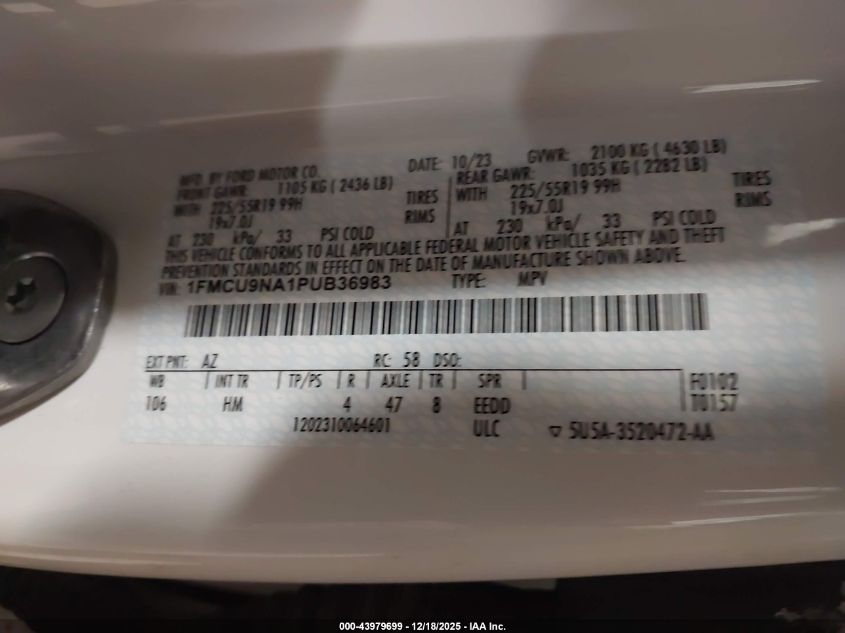 MFD. BY FORD MOTOR CO. DATE: 10/23 GVWR: 2100 KG ( 4630 LB)
FRONT GAWR: 1105 KG ( 2436 LB) REAR GAWR: 1035 KG ( 2282 LB)
WITH 225/55R19 99H TIRES WITH 225/55R19 99H TIRES
19x7.0J RIMS 19x7.0J RIMS
AT 230 kPa/ 33 PSI COLD AT 230 kPa/ 33 PSI COLD
THIS VEHICLE CONFORMS TO ALL APPLICABLE FEDERAL MOTOR VEHICLE SAFETY AND THEFT
PREVENTION STANDARDS IN EFFECT ON THE DATE OF MANUFACTURE SHOWN ABOVE.
VIN: 1FMCU9NA1PUB36983 TYPE: MPV
EXT PNT: AZ RC: 58 DSO:
WB INT TR TP/PS R AXLE TR SPR F0102
106 HM 4 47 8 EEDD T0157
1202310064601 ULC ▽ 5U5A-3520472-AA
000-43979699 - 12/18/2025 - IAA Inc.